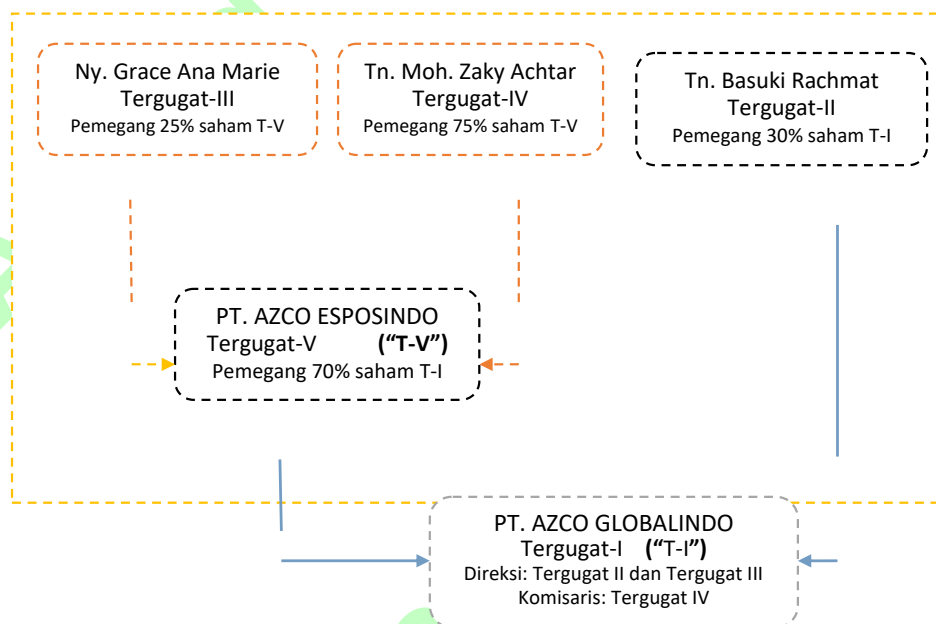 Ny. Grace Ana Marie
Tergugat-III
Pemegang 25% saham T-V
Tn. Moh. Zaky Achtar
Tergugat-IV
Pemegang 75% saham T-V
Tn. Basuki Rachmat
Tergugat-II
Pemegang 30% saham T-I
PT. AZCO ESPOSINDO
Tergugat-V (“T-V”)
Pemegang 70% saham T-I
PT. AZCO GLOBALINDO
Tergugat-I (“T-I”)
Direksi: Tergugat II dan Tergugat III
Komisaris: Tergugat IV